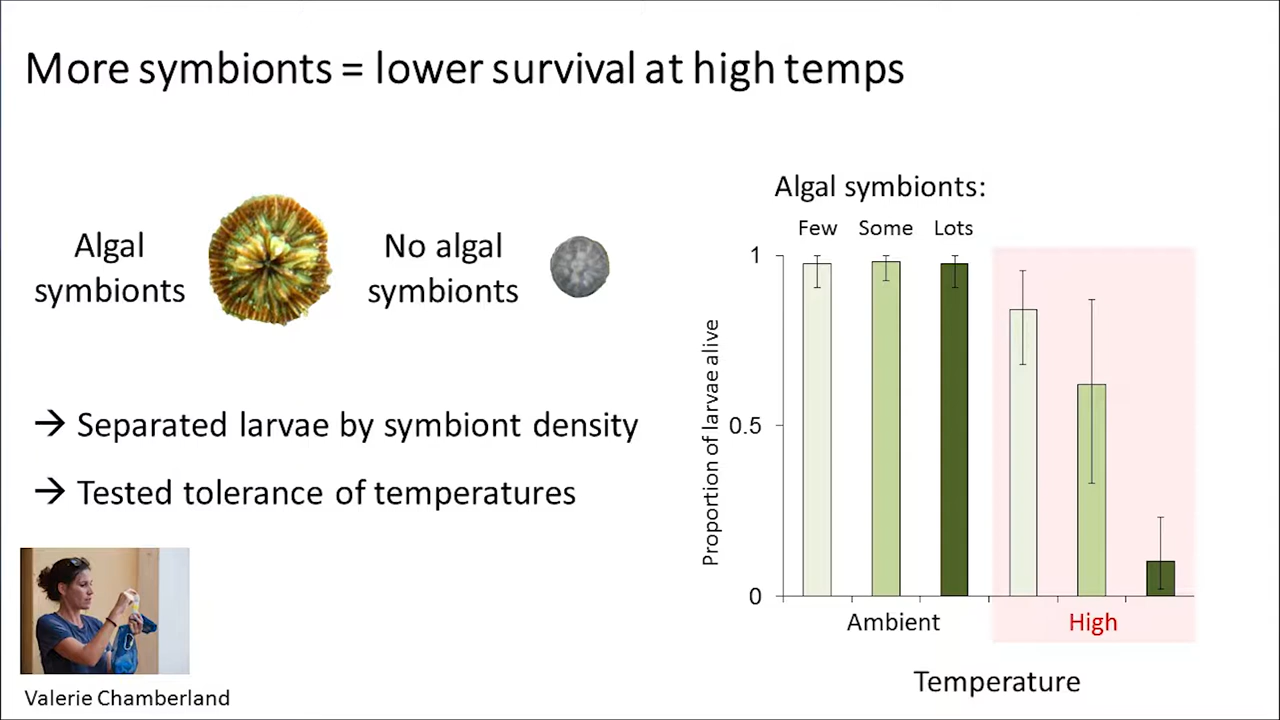 More symbionts = lower survival at high temps
Algal
symbionts
No algal
symbionts
→ Separated larvae by symbiont density
→ Tested tolerance of temperatures
Valerie Chamberland
Algal symbionts:
Few Some Lots
1
0.5
0
Proportion of larvae alive
Ambient High
Temperature